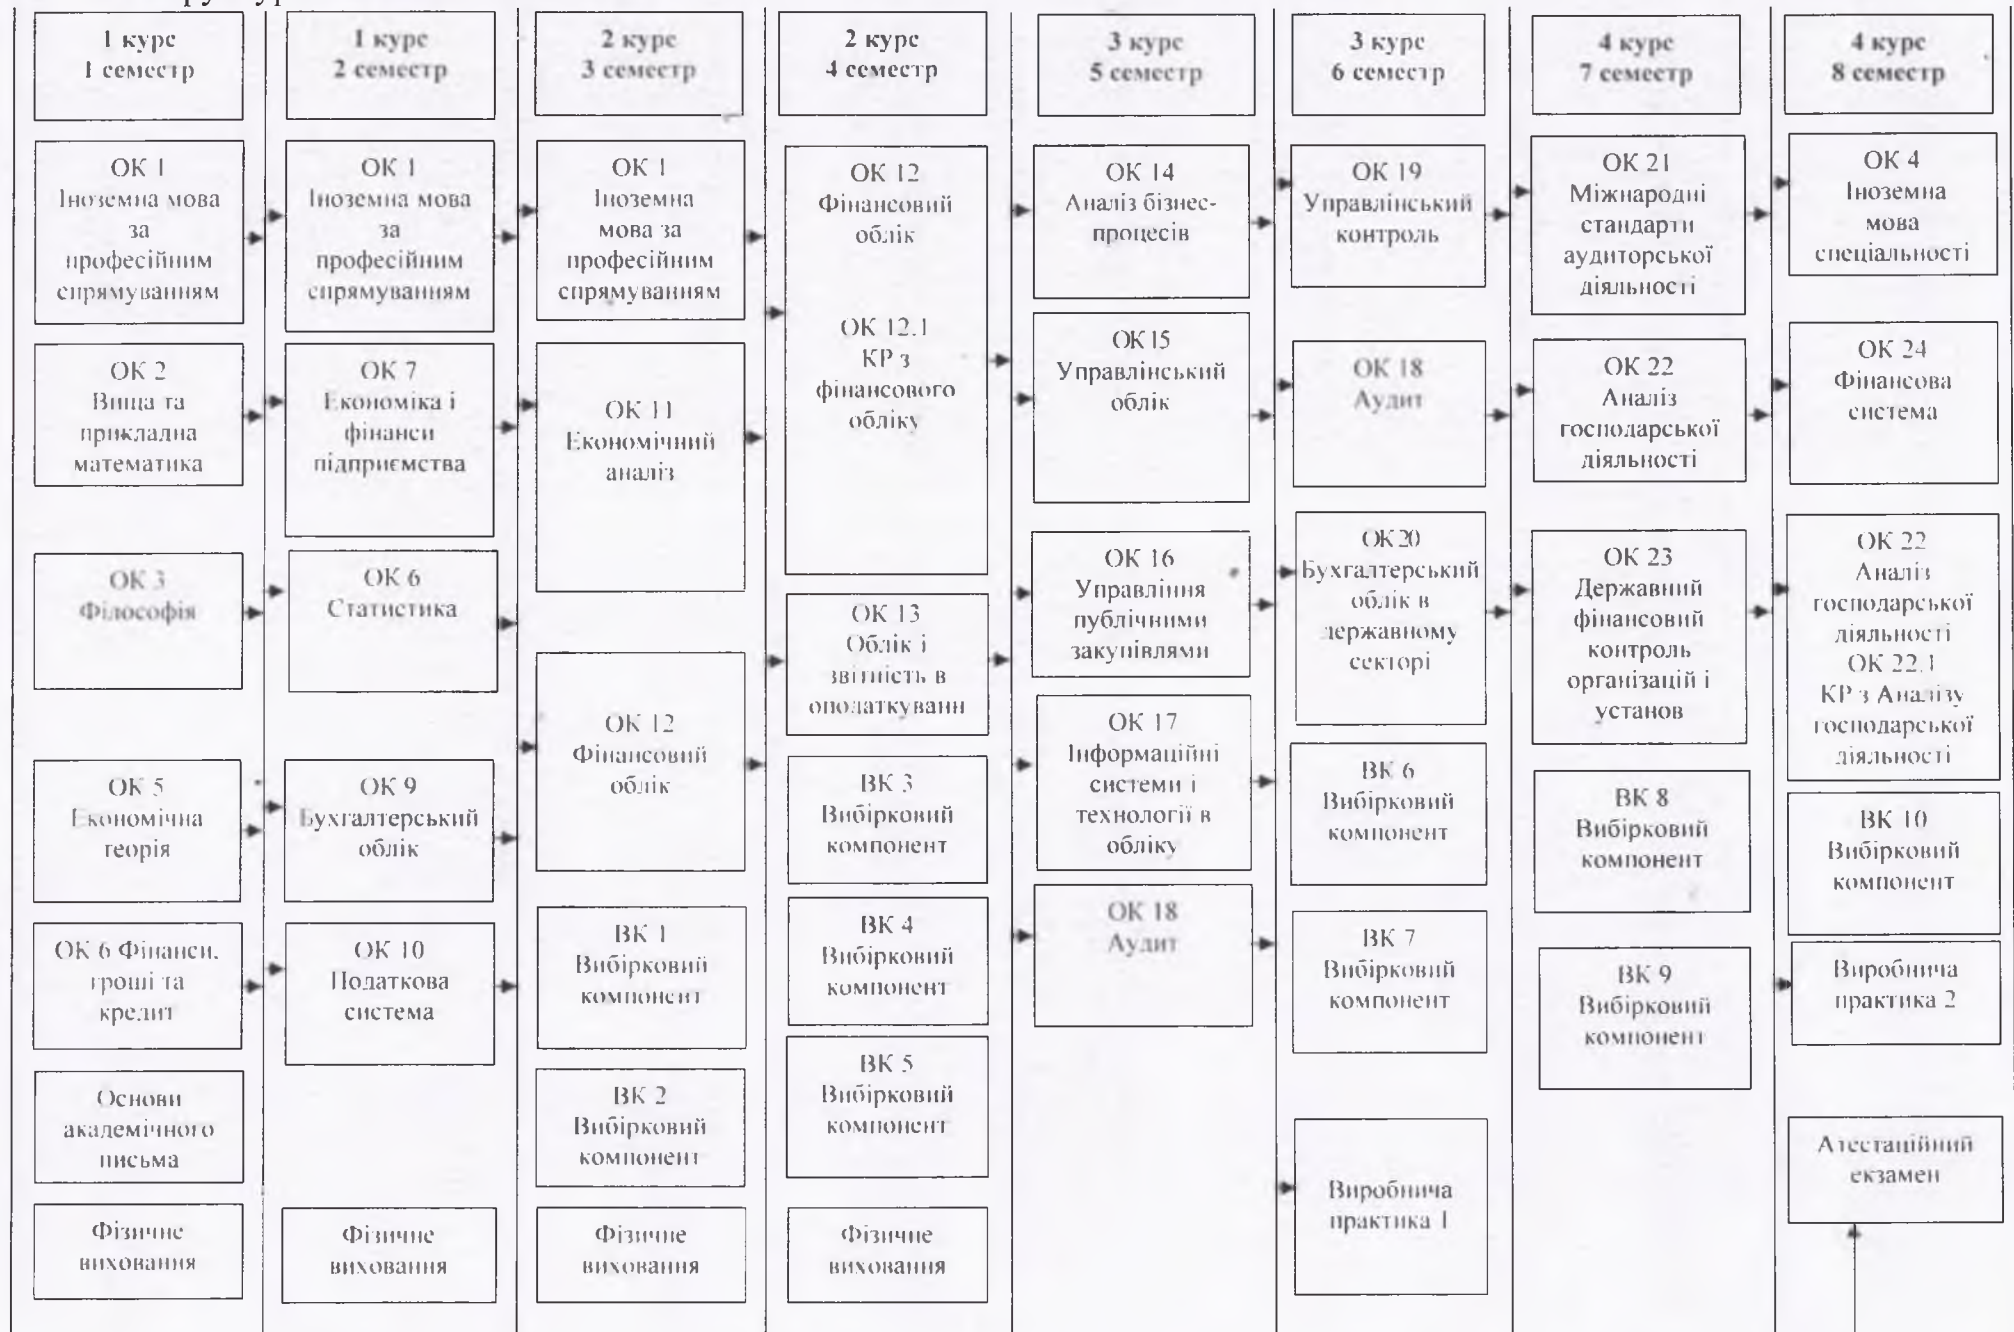 1 курс
1 семестр
ОК 1
Іноземна мова
за
професійним
спрямуванням
ОК 2
Вища та
прикладна
математика
ОК 3
Філософія
ОК 5
Економічна
теорія
ОК 6 Фінанси,
гроші та
кредит
Основи
академічного
письма
Фізичне
виховання
1 курс
2 семестр
ОК 1
Іноземна мова
за
професійним
спрямуванням
ОК 7
Економіка і
фінанси
підприємства
ОК 6
Статистика
ОК 9
Бухгалтерський
облік
ОК 10
Податкова
система
Фізичне
виховання
2 курс
3 семестр
ОК 1
Іноземна
мова за
професійним
спрямуванням
ОК 11
Економічний
аналіз
ОК 12
Фінансовий
облік
ВК 1
Вибірковий
компонент
ВК 2
Вибірковий
компонент
Фізичне
виховання
2 курс
4 семестр
ОК 12
Фінансовий
облік
ОК 12.1
КР з
фінансового
обліку
ОК 13
Облік і
звітність в
оподаткуванн
ВК 3
Вибірковий
компонент
ВК 4
Вибірковий
компонент
ВК 5
Вибірковий
компонент
Фізичне
виховання
3 курс
5 семестр
ОК 14
Аналіз бізнес-
процесів
ОК 15
Управлінський
облік
ОК 16
Управління
публічними
закупівлями
ОК 17
Інформаційні
системи і
технології в
обліку
ОК 18
Аудит
3 курс
6 семестр
ОК 19
Управлінський
контроль
ОК 18
Аудит
ОК 20
Бухгалтерський
облік в
державному
секторі
ВК 6
Вибірковий
компонент
ВК 7
Вибірковий
компонент
Виробнича
практика 1
4 курс
7 семестр
ОК 21
Міжнародні
стандарти
аудиторської
діяльності
ОК 22
Аналіз
господарської
діяльності
ОК 23
Державний
фінансовий
контроль
організацій і
установ
ВК 8
Вибірковий
компонент
ВК 9
Вибірковий
компонент
4 курс
8 семестр
ОК 4
Іноземна
мова
спеціальності
ОК 24
Фінансова
система
ОК 22
Аналіз
господарської
діяльності
ОК 22.1
КР з Аналізу
господарської
діяльності
ВК 10
Вибірковий
компонент
Виробнича
практика 2
Атестаційний
екзамен